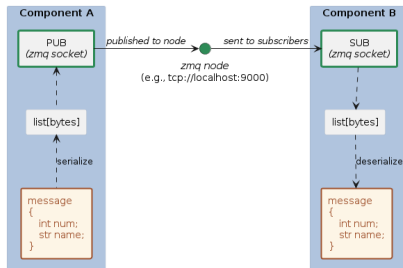 Component A
PUB
(zmq socket)
list[bytes]
serialize
message
{
int num;
str name;
}
published to node
sent to subscribers
zmq node
(e.g., tcp://localhost:9000)
Component B
SUB
(zmq socket)
list[bytes]
deserialize
message
{
int num;
str name;
}